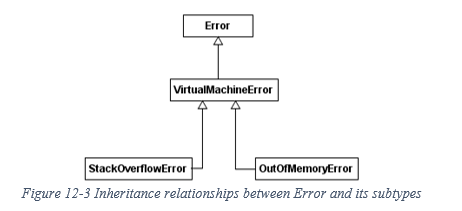 Error
VirtualMachineError
StackOverflowError OutOfMemoryError
Figure 12-3 Inheritance relationships between Error and its subtypes